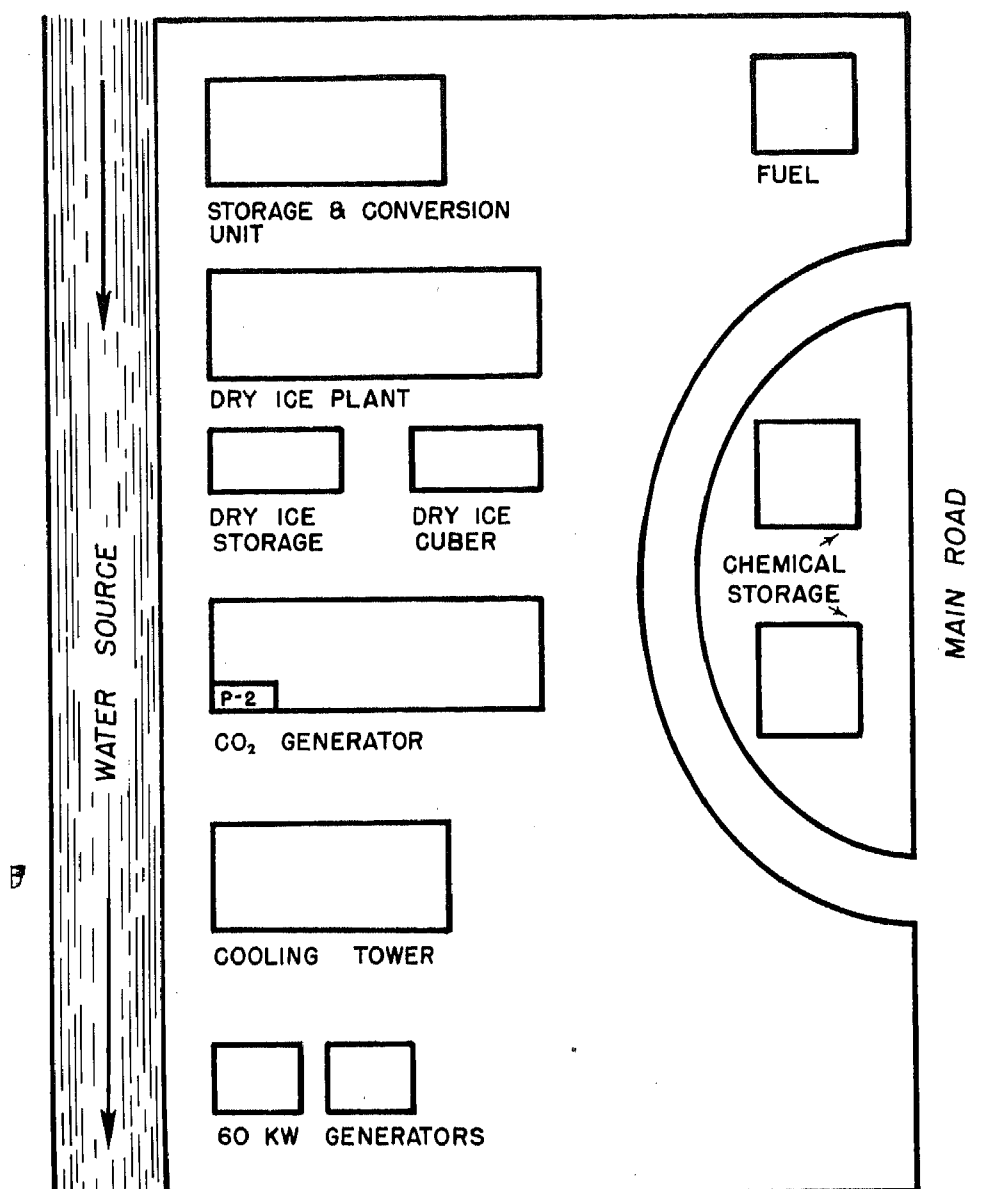 FUEL
STORAGE & CONVERSION
UNIT
DRY ICE PLANT
DRY ICE
STORAGE
DRY ICE
CUBER
CHEMICAL
STORAGE
MAIN ROAD
WATER SOURCE
P-2
CO₂ GENERATOR
COOLING TOWER
60 KW GENERATORS